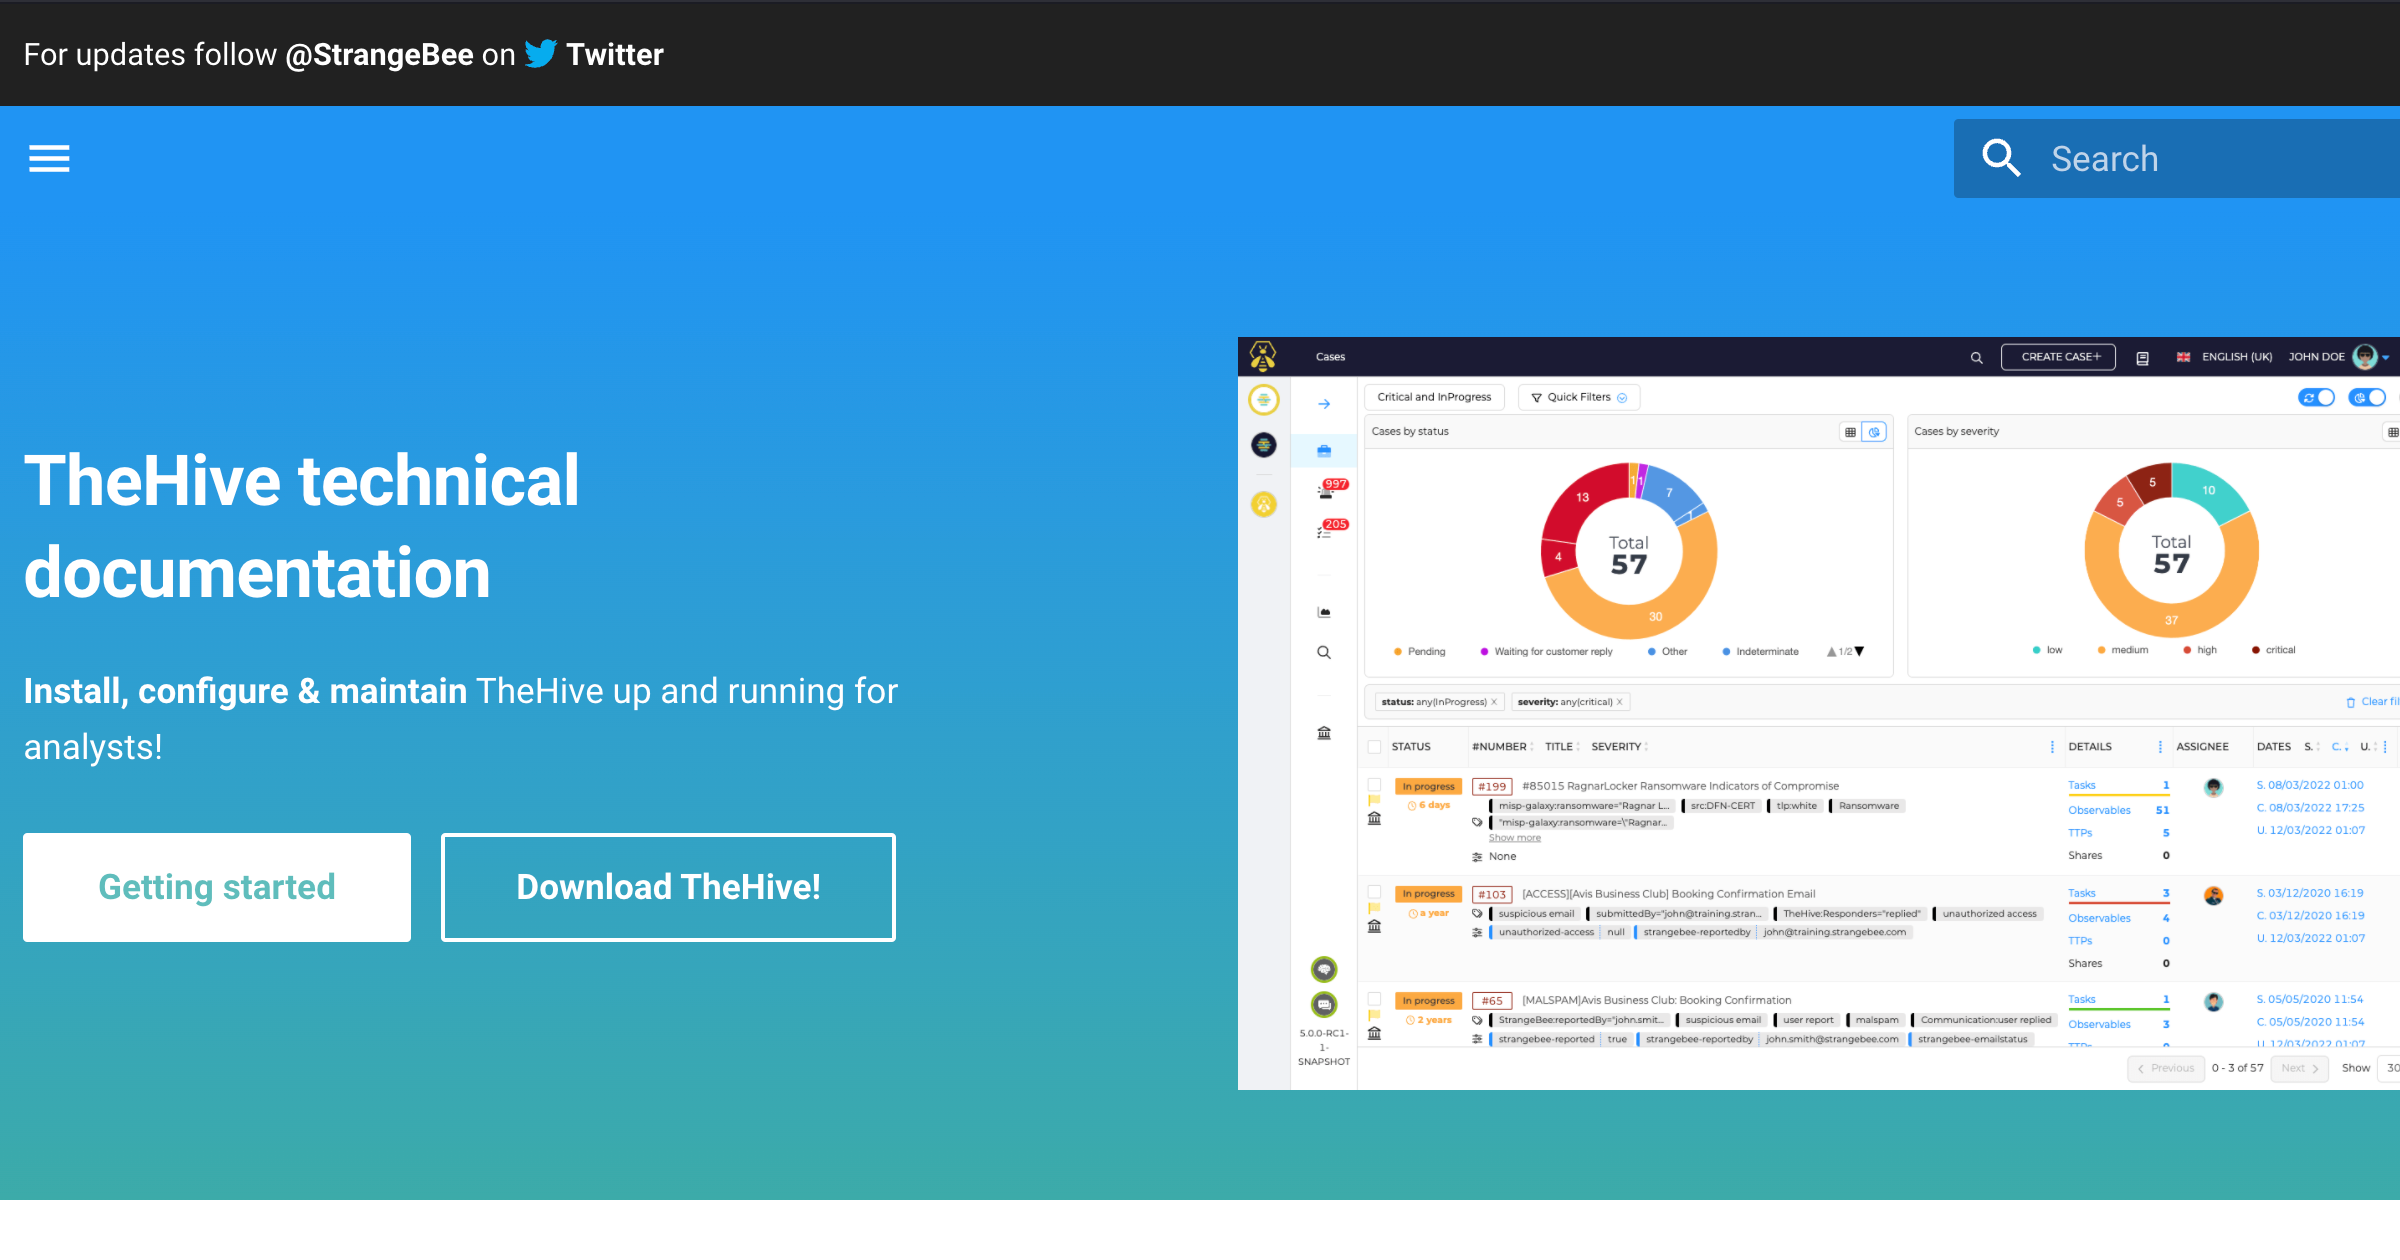 For updates follow @StrangeBee on Twitter
Search
TheHive technical
documentation
Install, configure & maintain TheHive up and running for
analysts!
Getting started
Download TheHive!
Cases
CREATE CASE+
ENGLISH (UK)
JOHN DOE
Critical and InProgress
Quick Filters
997
205
5.0.0-RC1-
1-
SNAPSHOT
Cases by status
13
1
1
7
1
4
30
Total
57
Pending
Waiting for customer reply
Other
Indeterminate
1/2
Cases by severity
5
10
5
37
Total
57
low
medium
high
critical
status: any(InProgress) X
severity: any(critical) X
Clear fil
STATUS #NUMBER TITLE SEVERITY DETAILS ASSIGNEE DATES S. C. U.
In progress
6 days
#199 #85015 RagnarLocker Ransomware Indicators of Compromise
misp-galaxy:ransomware="Ragnar L... src:DFN-CERT tlp:white Ransomware
"misp-galaxy:ransomware=\"Ragnar...
Show more
None
Tasks 1
Observables 51
TTPs 5
Shares 0
S. 08/03/2022 01:00
C. 08/03/2022 17:25
U. 12/03/2022 01:07
In progress
a year
#103 [ACCESS][Avis Business Club] Booking Confirmation Email
suspicious email submittedBy="john@training.stran... TheHive:Responders="replied" unauthorized access
unauthorized-access null strangebee-reportedby john@training.strangebee.com
Tasks 3
Observables 4
TTPs 0
Shares 0
S. 03/12/2020 16:19
C. 03/12/2020 16:19
U. 12/03/2022 01:07
In progress
2 years
#65 [MALSPAM]Avis Business Club: Booking Confirmation
StrangeBee:reportedBy="john.smit... suspicious email user report malspam Communication:user replied
strangebee-reported true strangebee-reportedby john.smith@strangebee.com strangebee-emailstatus
Tasks 1
Observables 3
TTPs 0
S. 05/05/2020 11:54
C. 05/05/2020 11:54
U. 12/03/2022 01:07
Previous 0 - 3 of 57 Next Show 30